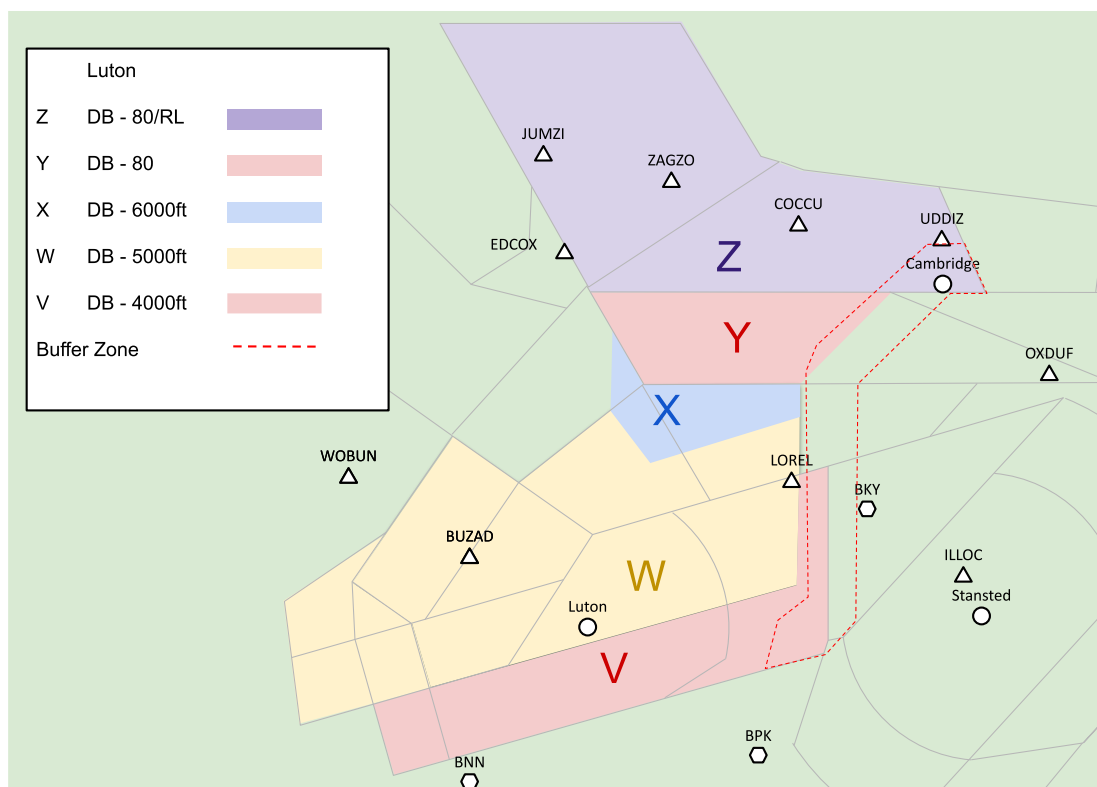 Luton
Z DB - 80/RL
Y DB - 80
X DB - 6000ft
W DB - 5000ft
V DB - 4000ft
Buffer Zone
JUMZI
ZAGZO
COCCU
UDDIZ
EDCOX
Z
Cambridge
Y
OXDUF
X
WOBUN
LOREL
BKY
BUZAD
W
ILLOC
Luton
Stansted
V
BPK
BNN